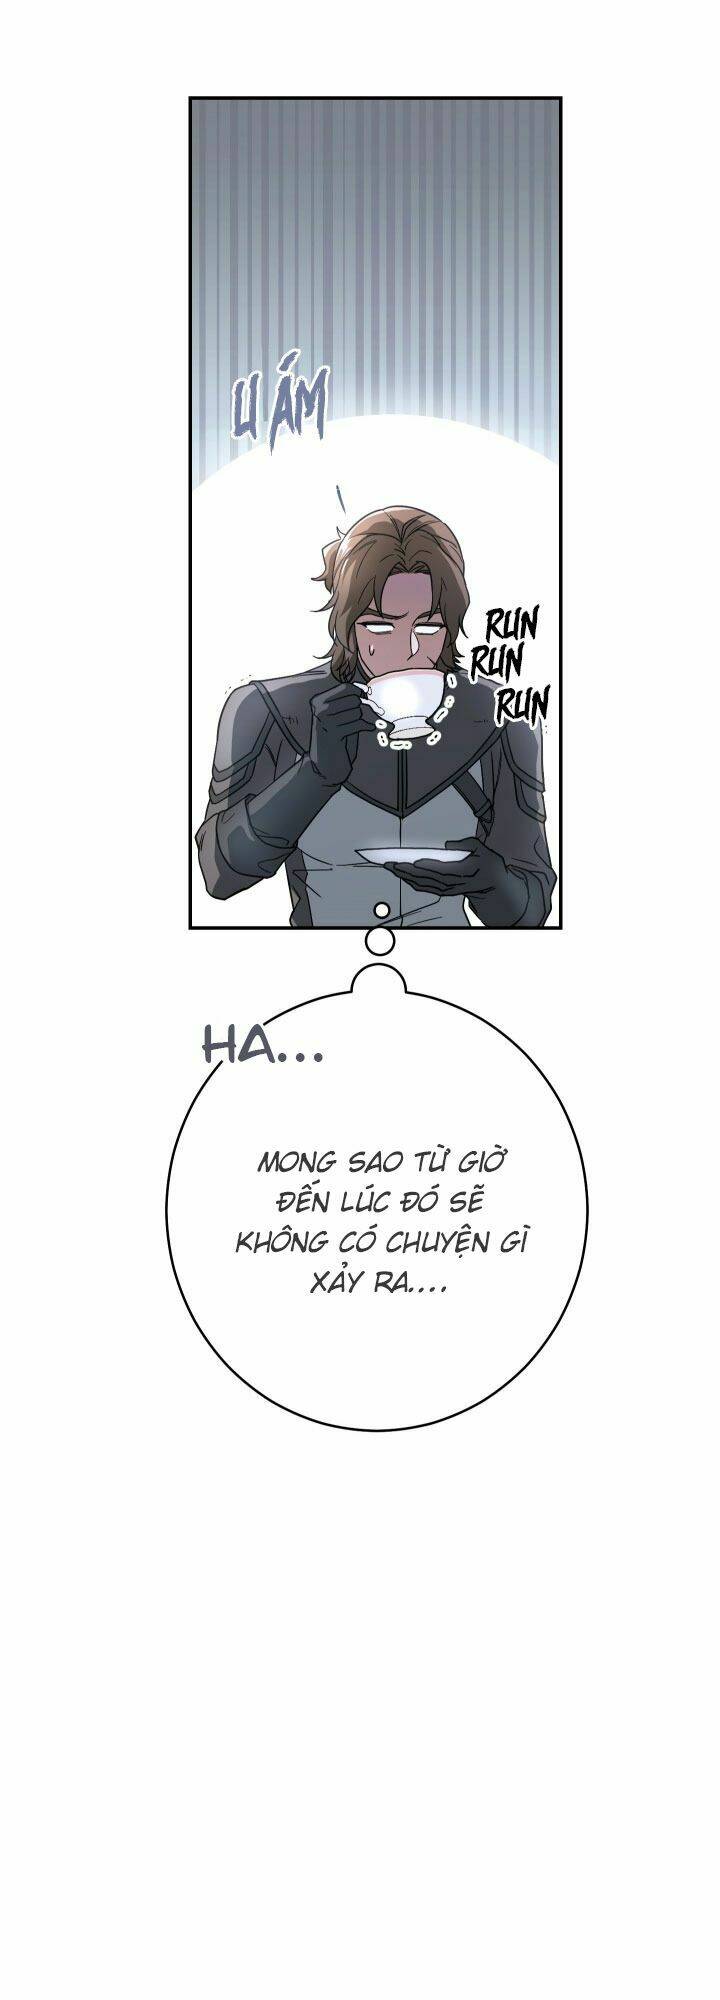 U ÁM
RUN
RUN
RUN
HA...
MONG SAO TỪ GIỜ
ĐẾN LÚC ĐÓ SẼ
KHÔNG CÓ CHUYỆN GÌ
XẢY RA....